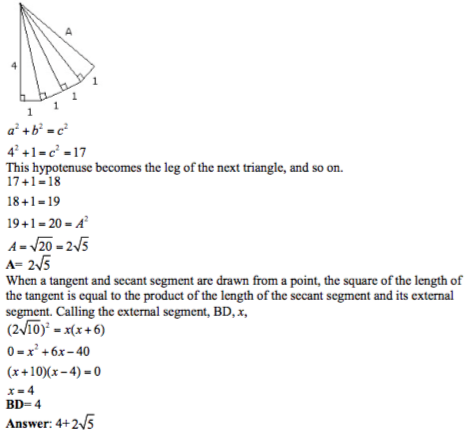 A
4
1
1
1
1
a² + b² = c²
4² + 1 = c² = 17
This hypotenuse becomes the leg of the next triangle, and so on.
17 + 1 = 18
18 + 1 = 19
19 + 1 = 20 = A²
A = √20 = 2√5
A= 2√5
When a tangent and secant segment are drawn from a point, the square of the length of
the tangent is equal to the product of the length of the secant segment and its external
segment. Calling the external segment, BD, x,
(2√10)² = x(x + 6)
0 = x² + 6x – 40
(x + 10)(x – 4) = 0
x = 4
BD= 4
Answer: 4+2√5